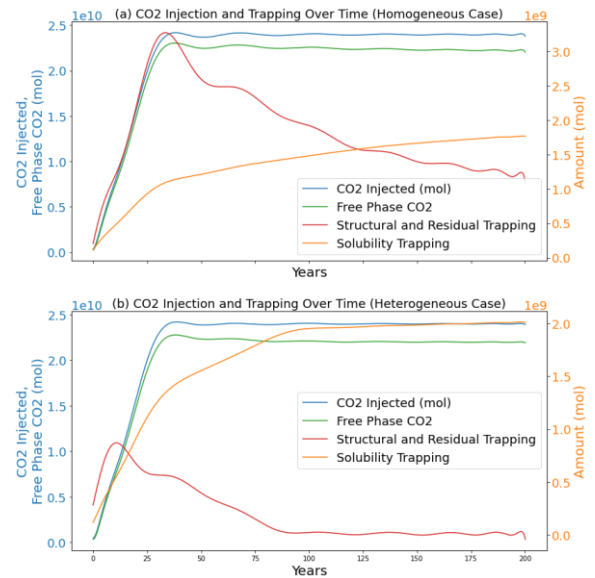 (a) CO2 Injection and Trapping Over Time (Homogeneous Case)
1e10
1e9
2.5
2.0
1.5
1.0
0.5
0.0
CO2 Injected,
Free Phase CO2 (mol)
3.0
2.5
2.0
1.5
1.0
0.5
0.0
Amount (mol)
CO2 Injected (mol)
Free Phase CO2
Structural and Residual Trapping
Solubility Trapping
Years
(b) CO2 Injection and Trapping Over Time (Heterogeneous Case)
1e10
1e9
2.5
2.0
1.5
1.0
0.5
0.0
CO2 Injected,
Free Phase CO2 (mol)
2.0
1.5
1.0
0.5
0.0
Amount (mol)
CO2 Injected (mol)
Free Phase CO2
Structural and Residual Trapping
Solubility Trapping
0 25 50 75 100 125 150 175 200
Years